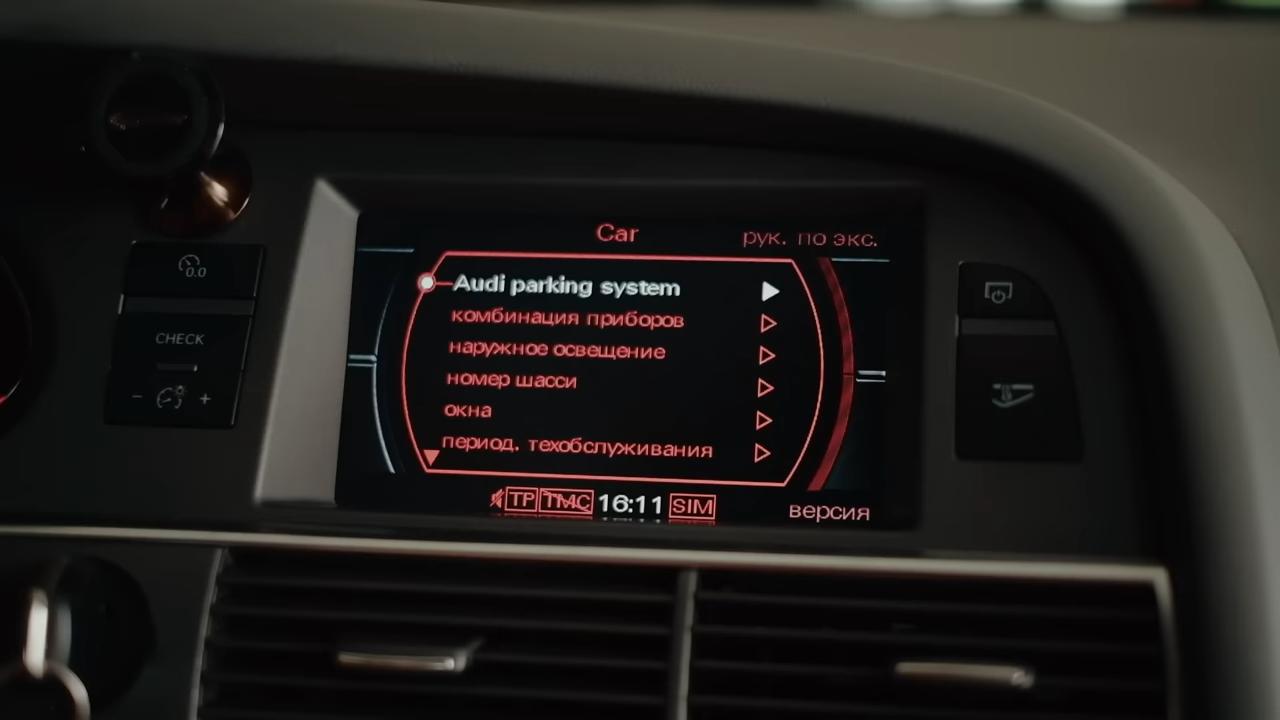 Car
рук. по экс.
Audi parking system
комбинация приборов
наружное освещение
номер шасси
окна
период. техобслуживания
TP TMC 16:11 SIM
версия
0.0
CHECK
- +